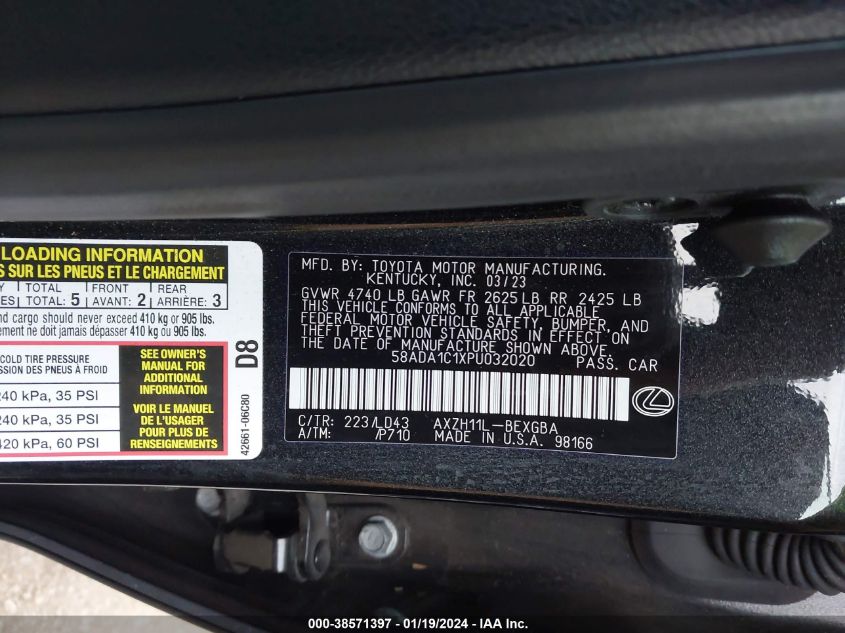 LOADING INFORMATION
S SUR LES PNEUS ET LE CHARGEMENT
TOTAL: 5
FRONT
AVANT: 2
REAR
ARRIÈRE: 3
nd cargo should never exceed 410 kg or 905 lbs.
ement ne doit jamais dépasser 410 kg ou 905 lbs.
COLD TIRE PRESSURE
SSION DES PNEUS À FROID
240 kPa, 35 PSI
240 kPa, 35 PSI
420 kPa, 60 PSI
SEE OWNER'S
MANUAL FOR
ADDITIONAL
INFORMATION
VOIR LE MANUEL
DE L'USAGER
POUR PLUS DE
RENSEIGNEMENTS
D8
42661-06C80
MFD. BY: TOYOTA MOTOR MANUFACTURING.
KENTUCKY, INC. 03/23
GVWR 4740 LB GAWR FR 2625 LB RR 2425 LB
THIS VEHICLE CONFORMS TO ALL APPLICABLE
FEDERAL MOTOR VEHICLE SAFETY, BUMPER, AND
THEFT PREVENTION STANDARDS IN EFFECT ON
THE DATE OF MANUFACTURE SHOWN ABOVE.
58ADA1C1XPU032020 PASS. CAR
C/TR: 223/LD43 AXZH11L-BEXGBA
A/TM: /P710 MADE IN U.S.A. 98166
000-38571397 - 01/19/2024 - IAA Inc.